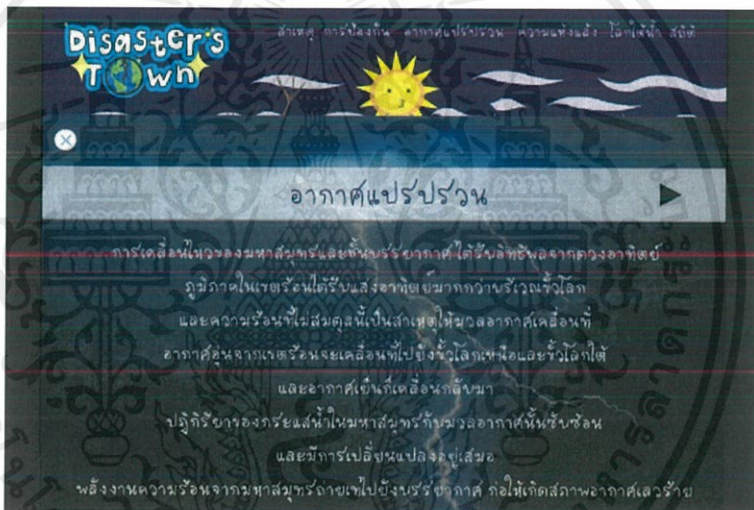 Disaster's
Town
สาเหตุ การป้องกัน อากาศแปรปรวน ความแห้งแล้ง โลกใต้น้ำ สถิติ
อากาศแปรปรวน
การเคลื่อนไหวของมหาสมุทรและชั้นบรรยากาศได้รับอิทธิพลจากดวงอาทิตย์
ภูมิภาคในเขตร้อนได้รับแสงอาทิตย์มากกว่าบริเวณขั้วโลก
และความร้อนที่ไม่สมดุลนี้เป็นสาเหตุให้มวลอากาศเคลื่อนที่
อากาศอุ่นจากเขตร้อนจะเคลื่อนที่ไปยังขั้วโลกเหนือและขั้วโลกใต้
และอากาศเย็นก็เคลื่อนกลับมา
ปฏิกิริยาของกระแสน้ำในมหาสมุทรกับมวลอากาศนั้นซับซ้อน
และมีการเปลี่ยนแปลงอยู่เสมอ
พลังงานความร้อนจากมหาสมุทรถ่ายเทไปยังบรรยากาศ ก่อให้เกิดสภาพอากาศเลวร้าย